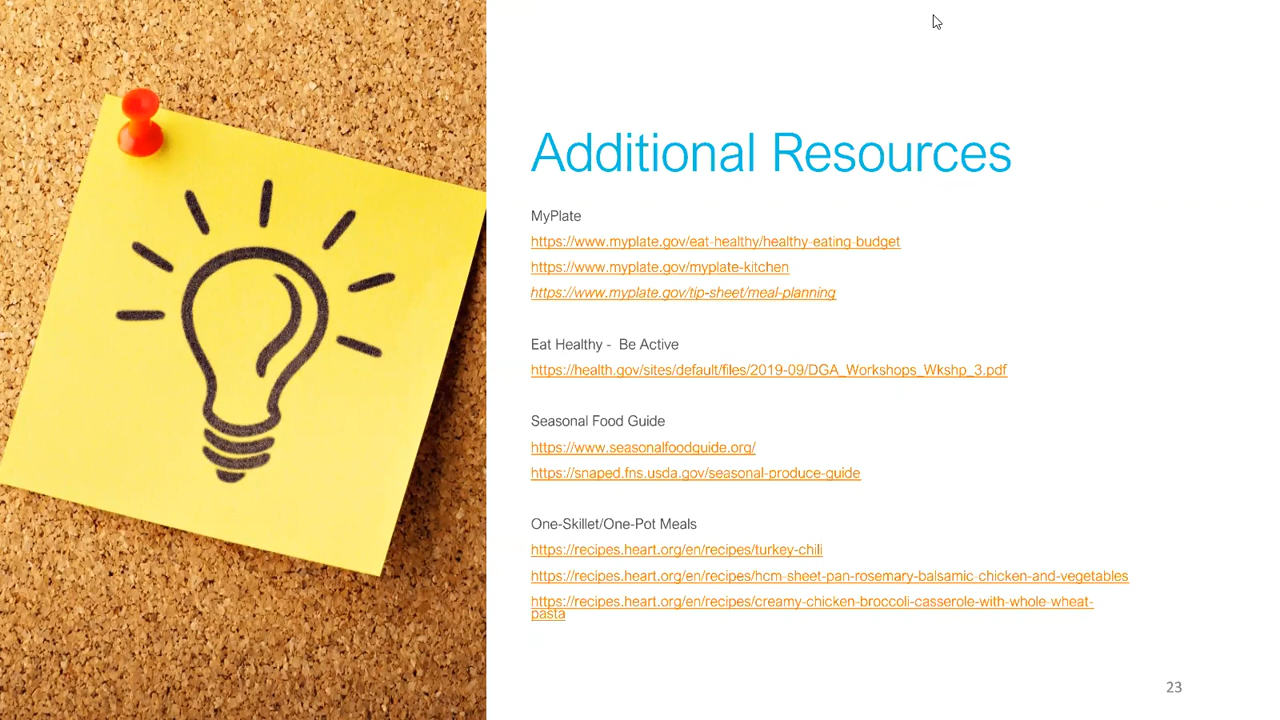 Additional Resources
MyPlate
https://www.myplate.gov/eat-healthy/healthy-eating-budget
https://www.myplate.gov/myplate-kitchen
https://www.myplate.gov/tip-sheet/meal-planning
Eat Healthy - Be Active
https://health.gov/sites/default/files/2019-09/DGA_Workshops_Wkshp_3.pdf
Seasonal Food Guide
https://www.seasonalfoodguide.org/
https://snaped.fns.usda.gov/seasonal-produce-guide
One-Skillet/One-Pot Meals
https://recipes.heart.org/en/recipes/turkey-chili
https://recipes.heart.org/en/recipes/hcm-sheet-pan-rosemary-balsamic-chicken-and-vegetables
https://recipes.heart.org/en/recipes/creamy-chicken-broccoli-casserole-with-whole-wheat-
pasta
23